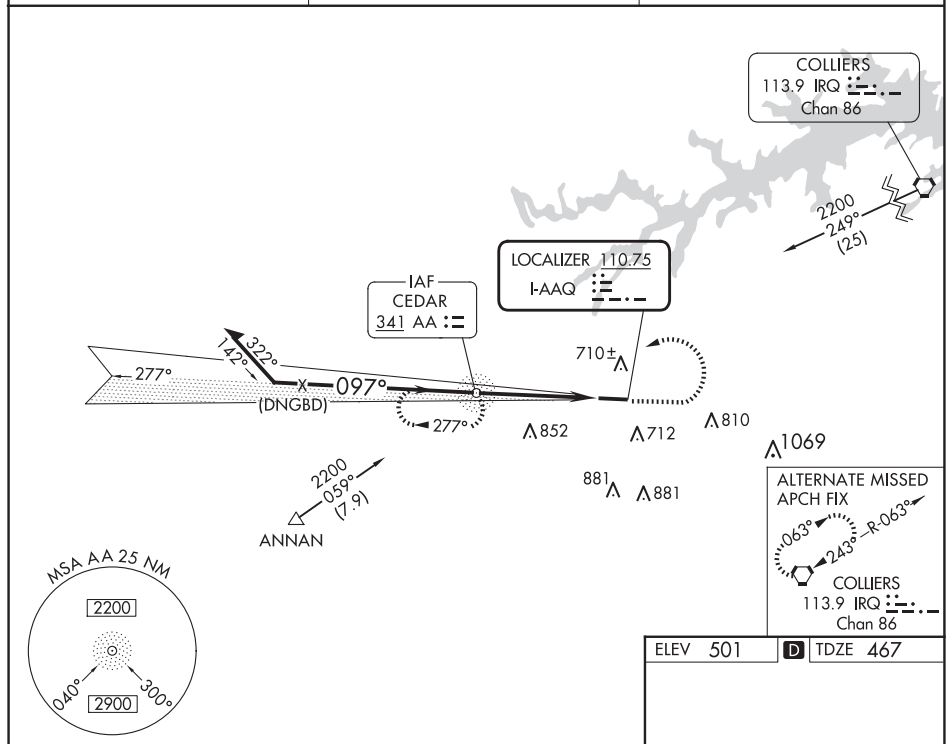 COLLIERS
113.9 IRQ
Chan 86
2200
249°
(25)
LOCALIZER 110.75
I-AAQ
IAF
CEDAR
341 AA
710±
322°
142°
277°
097°
(DNGBD)
277°
852
712
810
1069
881
881
2200
059°
(7.9)
ANNAN
ALTERNATE MISSED
APCH FIX
063°
243°
R-063°
COLLIERS
113.9 IRQ
Chan 86
MSA AA 25 NM
2200
040°
300°
2900
ELEV 501 D TDZE 467